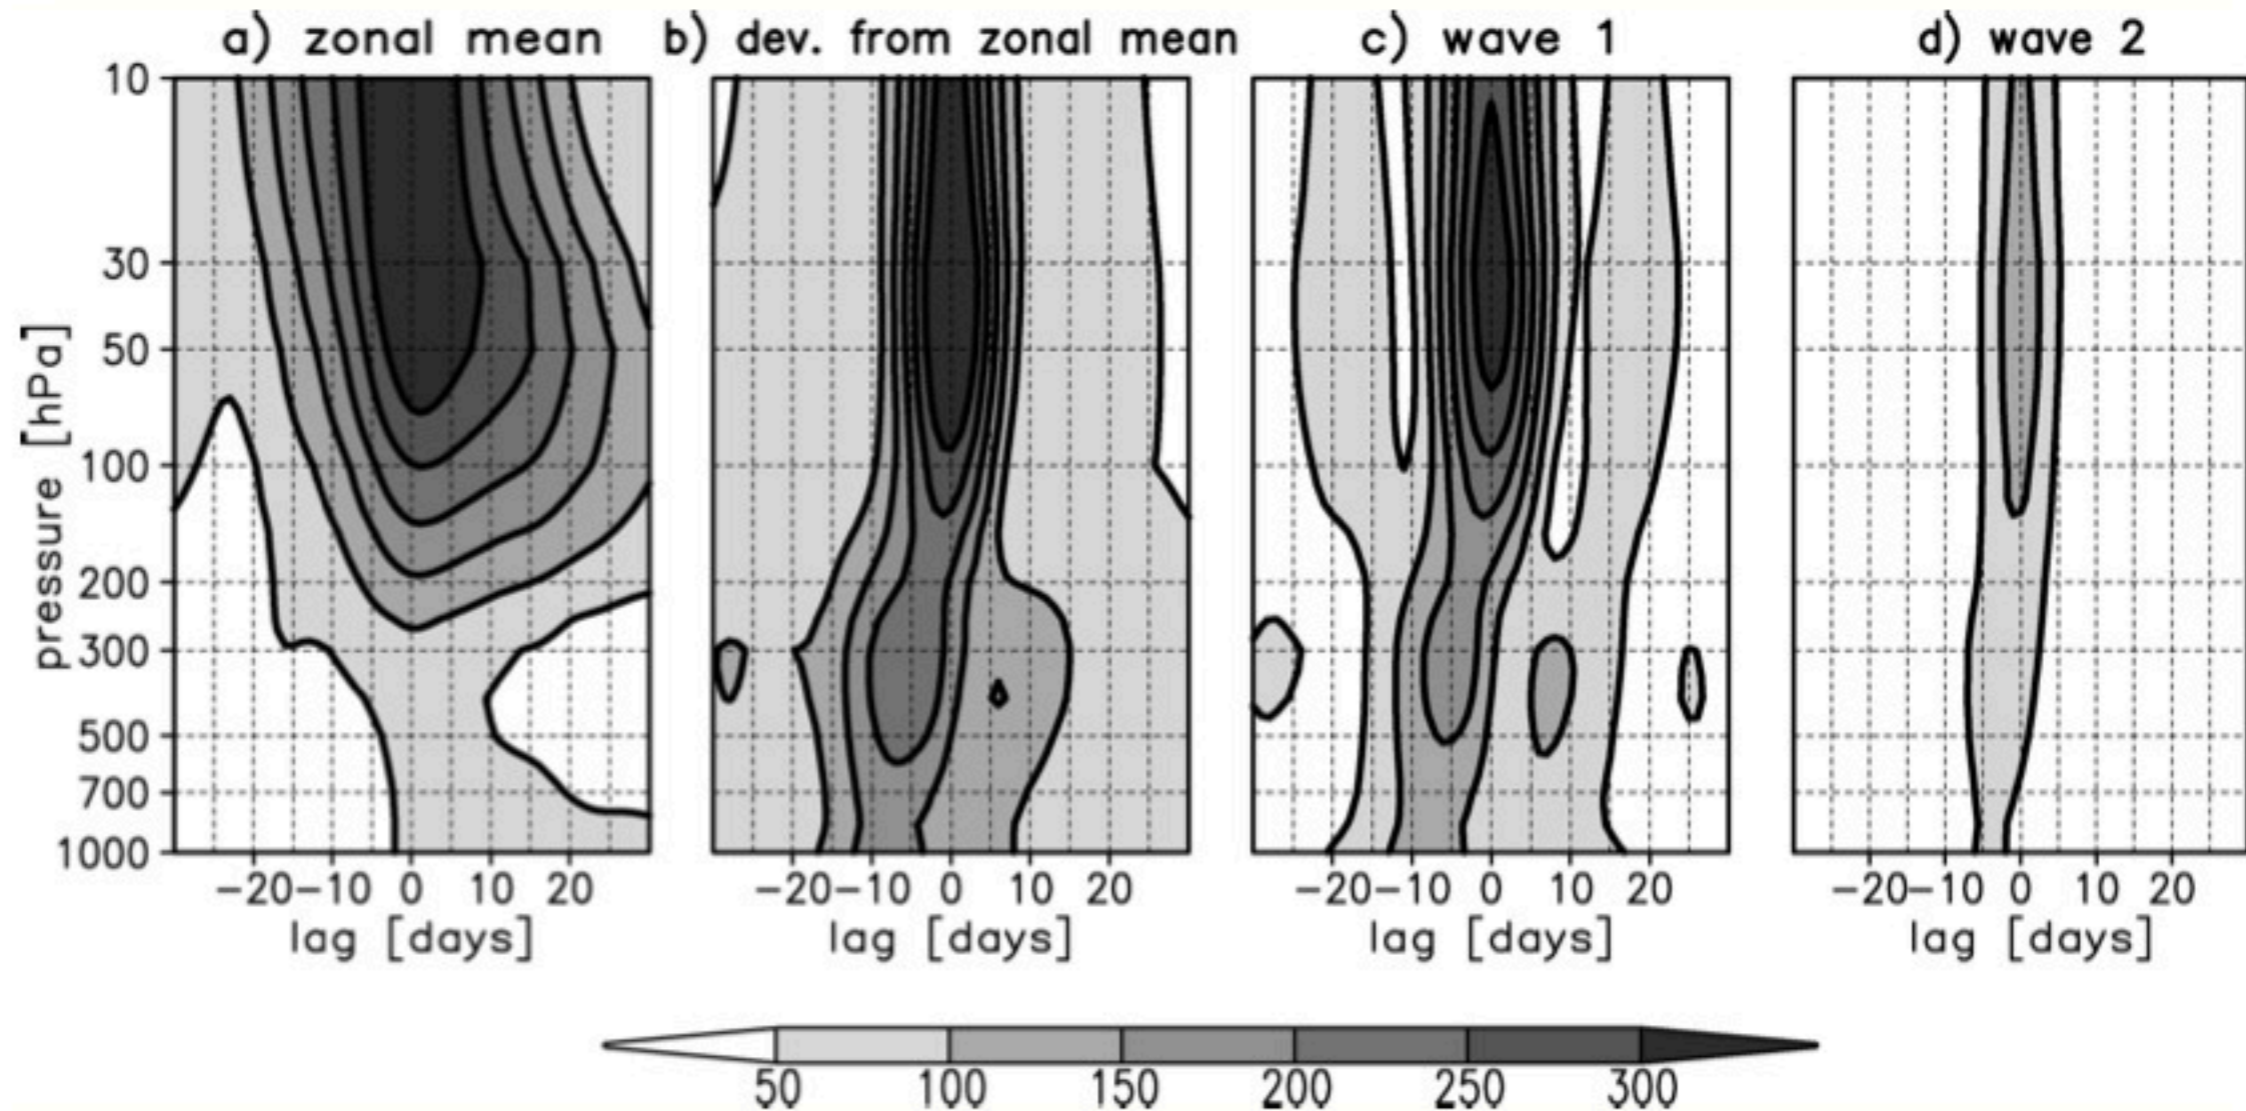 a) zonal mean b) dev. from zonal mean c) wave 1 d) wave 2
pressure [hPa]
10
30
50
100
200
300
500
700
1000
−20 −10 0 10 20 −20 −10 0 10 20 −20 −10 0 10 20 −20 −10 0 10 20
lag [days] lag [days] lag [days] lag [days]
50 100 150 200 250 300